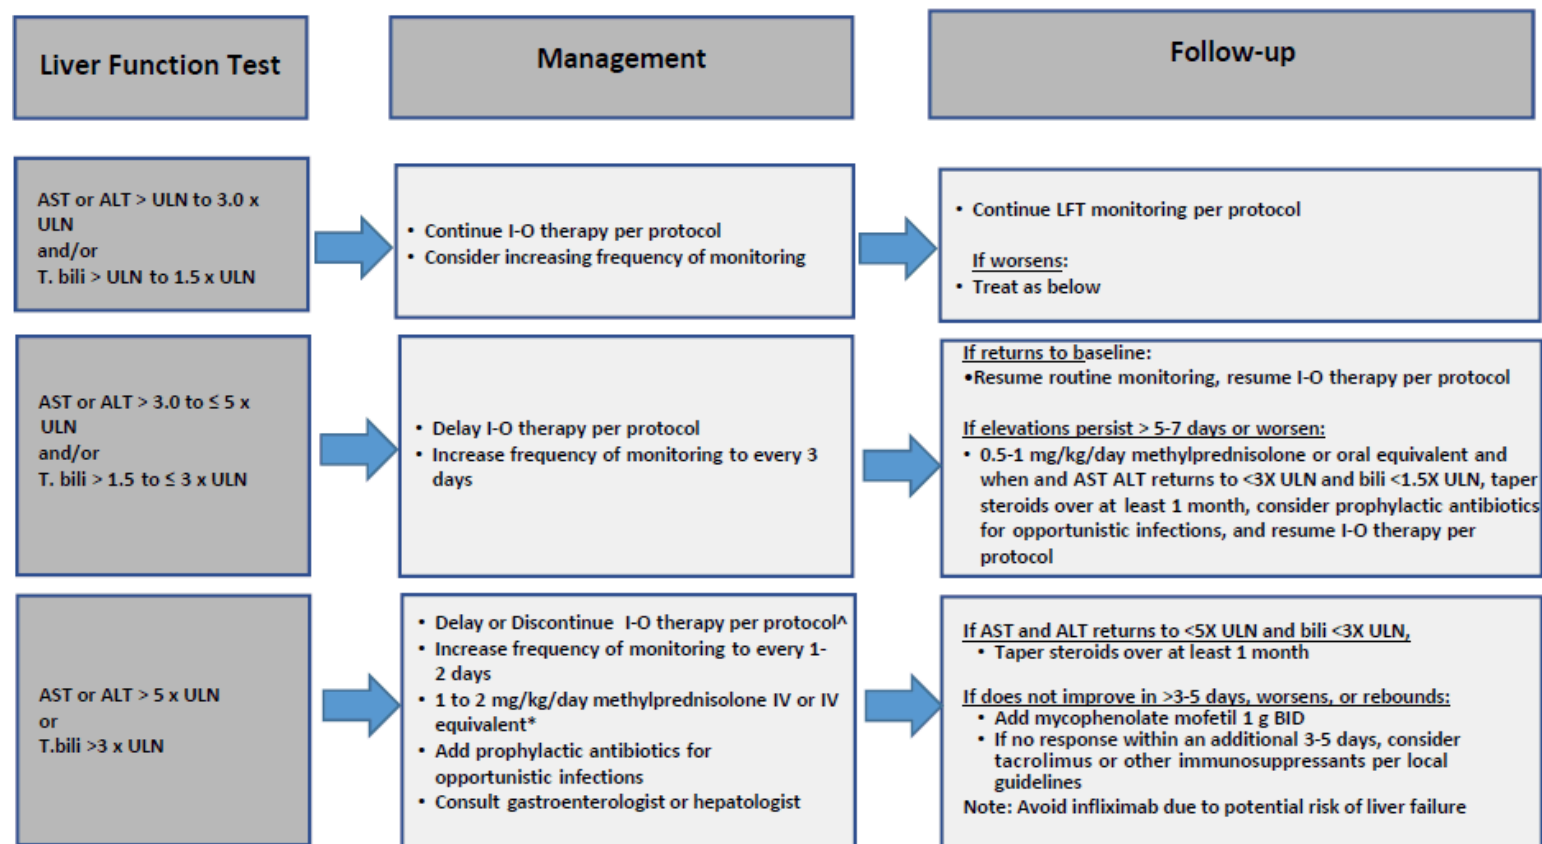 Liver Function Test
Management
Follow-up
AST or ALT > ULN to 3.0 x
ULN
and/or
T. bili > ULN to 1.5 x ULN
• Continue I-O therapy per protocol
• Consider increasing frequency of monitoring
• Continue LFT monitoring per protocol
If worsens:
• Treat as below
AST or ALT > 3.0 to ≤ 5 x
ULN
and/or
T. bili > 1.5 to ≤ 3 x ULN
• Delay I-O therapy per protocol
• Increase frequency of monitoring to every 3
days
If returns to baseline:
•Resume routine monitoring, resume I-O therapy per protocol
If elevations persist > 5-7 days or worsen:
• 0.5-1 mg/kg/day methylprednisolone or oral equivalent and
when and AST ALT returns to <3X ULN and bili <1.5X ULN, taper
steroids over at least 1 month, consider prophylactic antibiotics
for opportunistic infections, and resume I-O therapy per
protocol
AST or ALT > 5 x ULN
or
T.bili >3 x ULN
• Delay or Discontinue I-O therapy per protocol^
• Increase frequency of monitoring to every 1-
2 days
• 1 to 2 mg/kg/day methylprednisolone IV or IV
equivalent*
• Add prophylactic antibiotics for
opportunistic infections
• Consult gastroenterologist or hepatologist
If AST and ALT returns to <5X ULN and bili <3X ULN,
• Taper steroids over at least 1 month
If does not improve in >3-5 days, worsens, or rebounds:
• Add mycophenolate mofetil 1 g BID
• If no response within an additional 3-5 days, consider
tacrolimus or other immunosuppressants per local
guidelines
Note: Avoid infliximab due to potential risk of liver failure